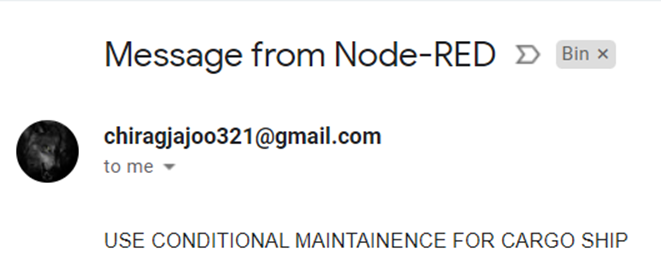 Message from Node-RED Bin ×
chiragjajoo321@gmail.com
to me
USE CONDITIONAL MAINTAINENCE FOR CARGO SHIP